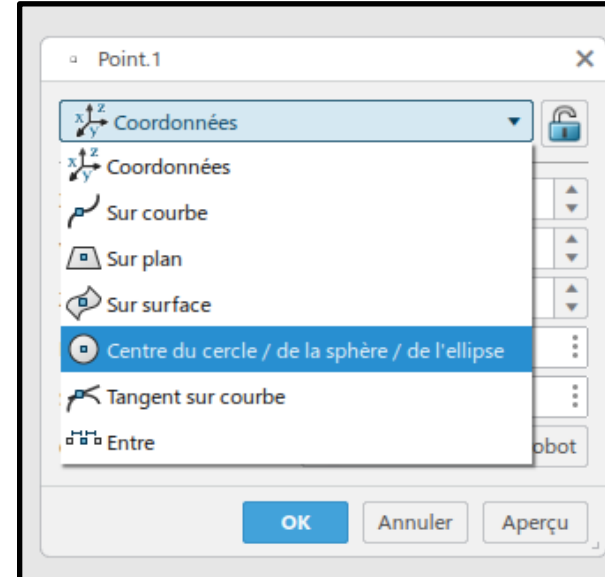 Point.1
x z y Coordonnées
x z y Coordonnées
Sur courbe
Sur plan
Sur surface
Centre du cercle / de la sphère / de l'ellipse
Tangent sur courbe
Entre
obot
OK Annuler Aperçu